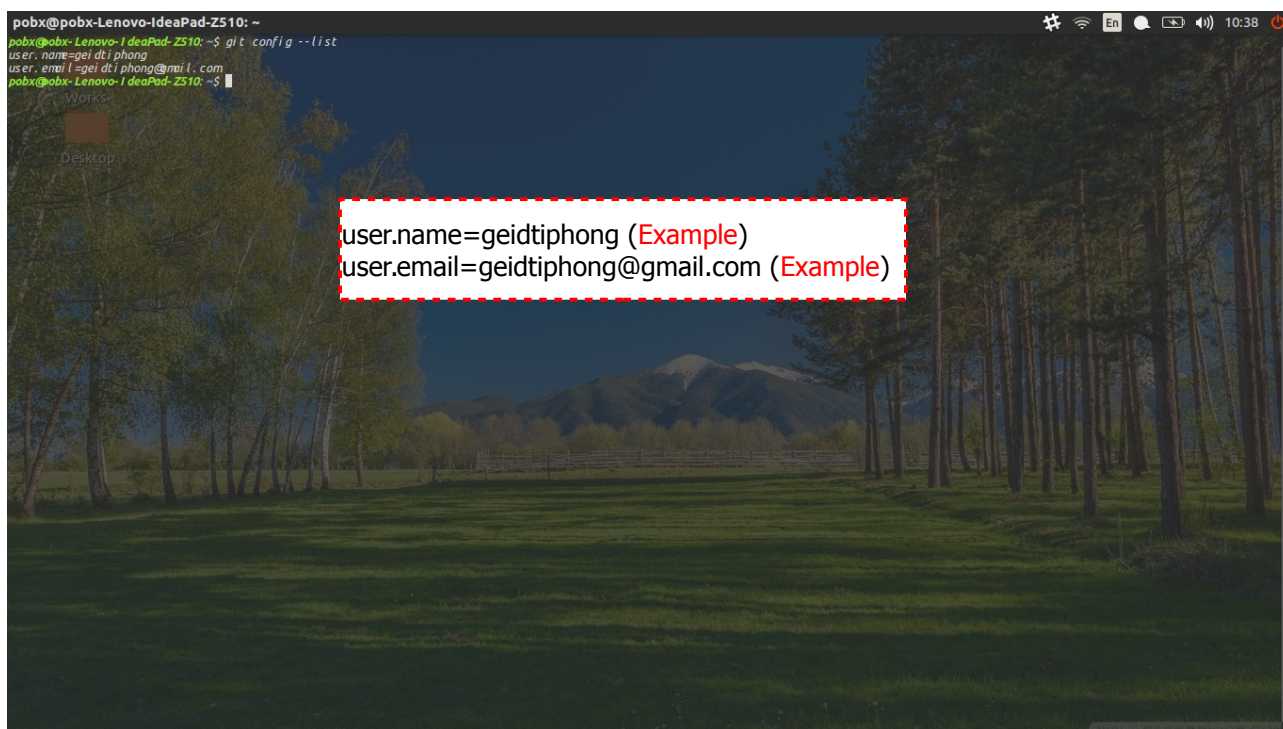 pobx@pobx-Lenovo-IdeaPad-Z510: ~
En
10:38
pobx@pobx-Lenovo-IdeaPad-Z510:~$ git config --list
user.name=geidtiphong
user.email=geidtiphong@gmail.com
pobx@pobx-Lenovo-IdeaPad-Z510:~$
Works
Desktop
user.name=geidtiphong (Example)
user.email=geidtiphong@gmail.com (Example)